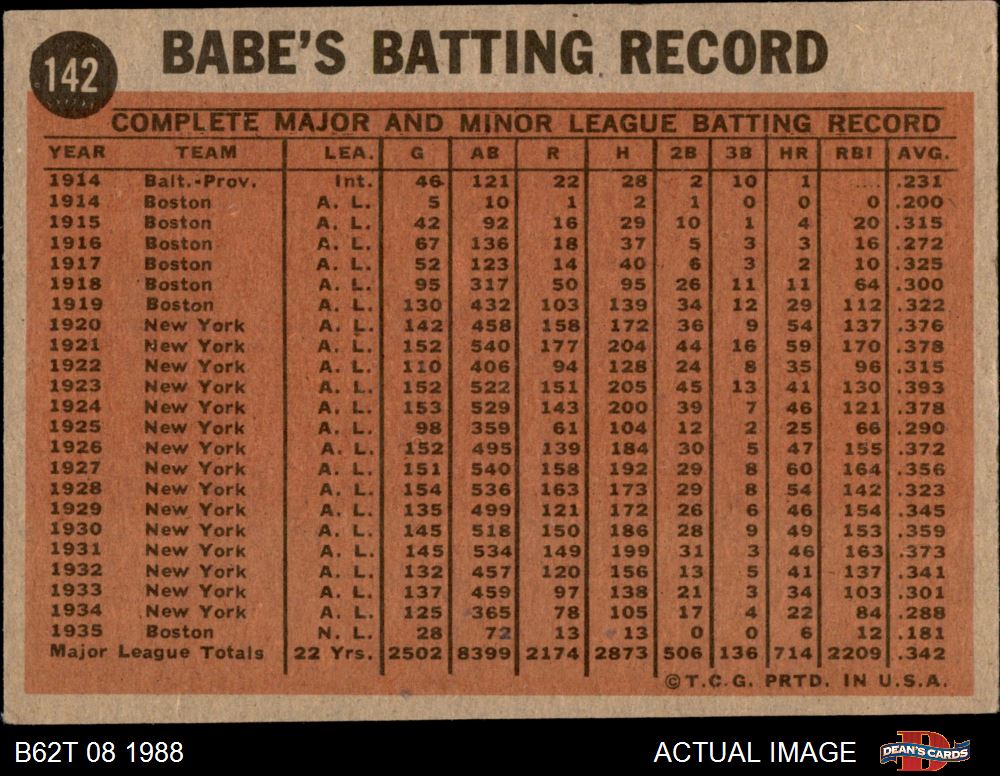 142 BABE'S BATTING RECORD
COMPLETE MAJOR AND MINOR LEAGUE BATTING RECORD
YEAR TEAM LEA. G AB R H 2B 3B HR RBI AVG.
1914 Balt.-Prov. Int. 46 121 22 28 2 10 1 .... .231
1914 Boston A. L. 5 10 1 2 1 0 0 0 .200
1915 Boston A. L. 42 92 16 29 10 1 4 20 .315
1916 Boston A. L. 67 136 18 37 5 3 3 16 .272
1917 Boston A. L. 52 123 14 40 6 3 2 10 .325
1918 Boston A. L. 95 317 50 95 26 11 11 64 .300
1919 Boston A. L. 130 432 103 139 34 12 29 112 .322
1920 New York A. L. 142 458 158 172 36 9 54 137 .376
1921 New York A. L. 152 540 177 204 44 16 59 170 .378
1922 New York A. L. 110 406 94 128 24 8 35 96 .315
1923 New York A. L. 152 522 151 205 45 13 41 130 .393
1924 New York A. L. 153 529 143 200 39 7 46 121 .378
1925 New York A. L. 98 359 61 104 12 2 25 66 .290
1926 New York A. L. 152 495 139 184 30 5 47 155 .372
1927 New York A. L. 151 540 158 192 29 8 60 164 .356
1928 New York A. L. 154 536 163 173 29 8 54 142 .323
1929 New York A. L. 135 499 121 172 26 6 46 154 .345
1930 New York A. L. 145 518 150 186 28 9 49 153 .359
1931 New York A. L. 145 534 149 199 31 3 46 163 .373
1932 New York A. L. 132 457 120 156 13 5 41 137 .341
1933 New York A. L. 137 459 97 138 21 3 34 103 .301
1934 New York A. L. 125 365 78 105 17 4 22 84 .288
1935 Boston N. L. 28 72 13 13 0 0 6 12 .181
Major League Totals 22 Yrs. 2502 8399 2174 2873 506 136 714 2209 .342
©T.C.G. PRTD. IN U.S.A.
B62T 08 1988 ACTUAL IMAGE DEAN'S CARDS